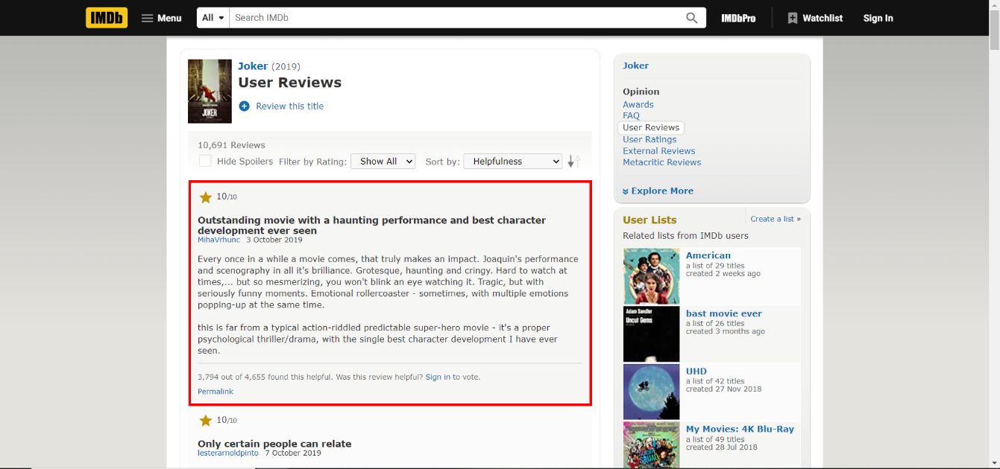 IMDb Menu All Search IMDb IMDbPro Watchlist Sign In
Joker (2019)
User Reviews
Review this title
JOKER
10,691 Reviews
Hide Spoilers Filter by Rating: Show All Sort by: Helpfulness
10/10
Outstanding movie with a haunting performance and best character
development ever seen
MihaVrhunc 3 October 2019
Every once in a while a movie comes, that truly makes an impact. Joaquin's performance
and scenography in all it's brilliance. Grotesque, haunting and cringy. Hard to watch at
times,... but so mesmerizing, you won't blink an eye watching it. Tragic, but with
seriously funny moments. Emotional rollercoaster - sometimes, with multiple emotions
popping-up at the same time.
this is far from a typical action-riddled predictable super-hero movie - it's a proper
psychological thriller/drama, with the single best character development I have ever
seen.
3,794 out of 4,655 found this helpful. Was this review helpful? Sign in to vote.
Permalink
10/10
Only certain people can relate
lesterarnoldpinto 7 October 2019
Joker
Opinion
Awards
FAQ
User Reviews
User Ratings
External Reviews
Metacritic Reviews
Explore More
User Lists Create a list »
Related lists from IMDb users
American
a list of 29 titles
created 2 weeks ago
Adam Sandler
Uncut Gems
bast movie ever
a list of 26 titles
created 3 months ago
UHD
a list of 42 titles
created 27 Nov 2018
My Movies: 4K Blu-Ray
a list of 49 titles
created 28 Jul 2018